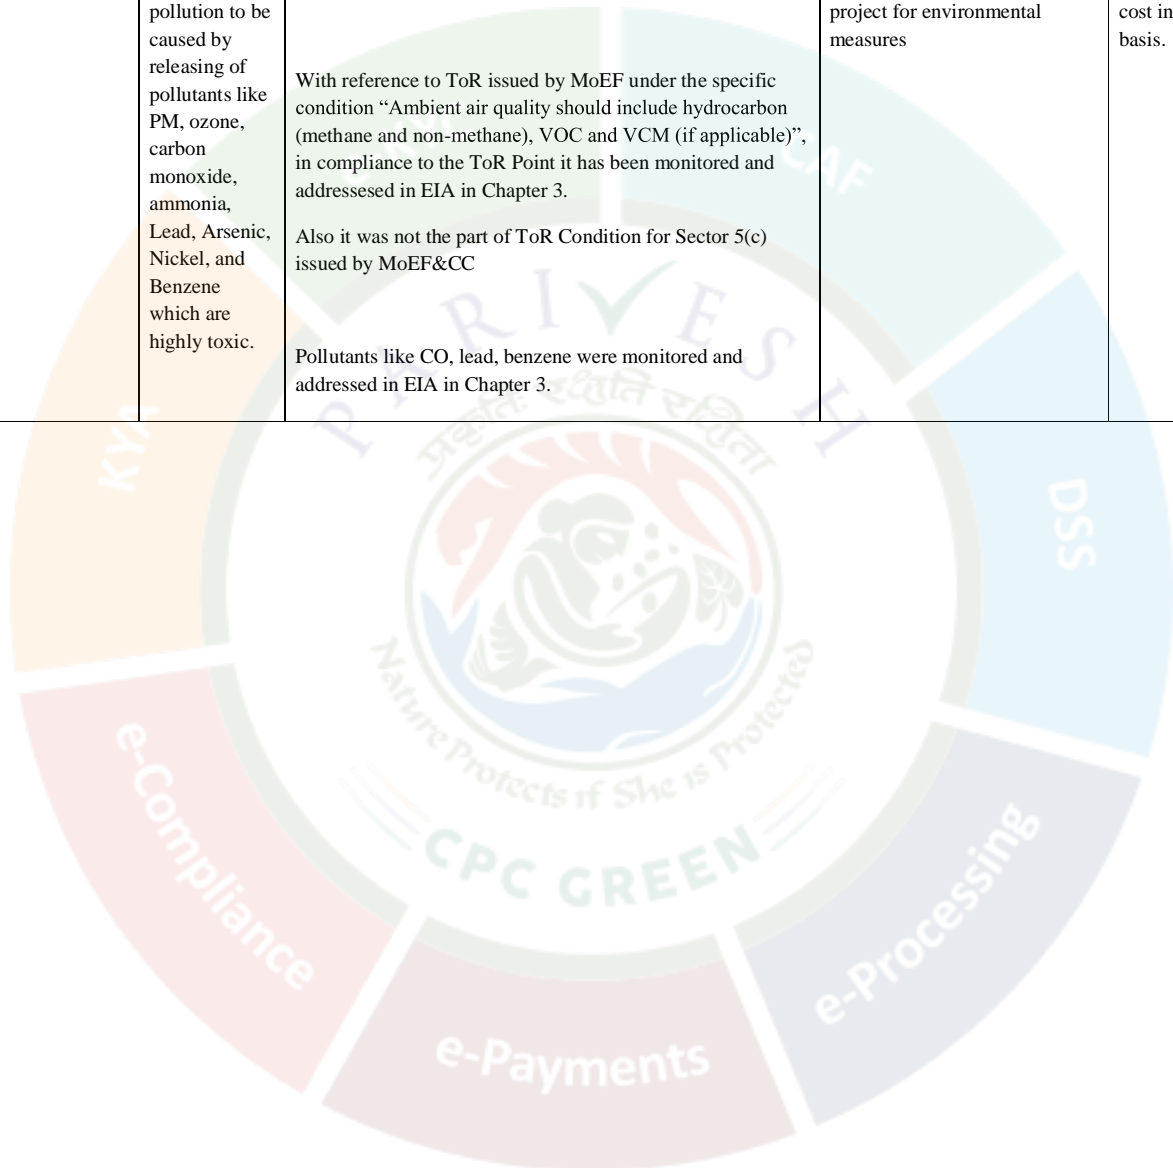 pollution to be
caused by
releasing of
pollutants like
PM, ozone,
carbon
monoxide,
ammonia,
Lead, Arsenic,
Nickel, and
Benzene
which are
highly toxic.
With reference to ToR issued by MoEF under the specific
condition “Ambient air quality should include hydrocarbon
(methane and non-methane), VOC and VCM (if applicable)”,
in compliance to the ToR Point it has been monitored and
addressesed in EIA in Chapter 3.
Also it was not the part of ToR Condition for Sector 5(c)
issued by MoEF&CC
Pollutants like CO, lead, benzene were monitored and
addressed in EIA in Chapter 3.
project for environmental
measures
cost in
basis.
CAF
KYA
DSS
PARIVESH
प्रकृतिः रक्षति रक्षिता
Nature Protects if She is Protected
CPC GREEN
e-Compliance
e-Processing
e-Payments